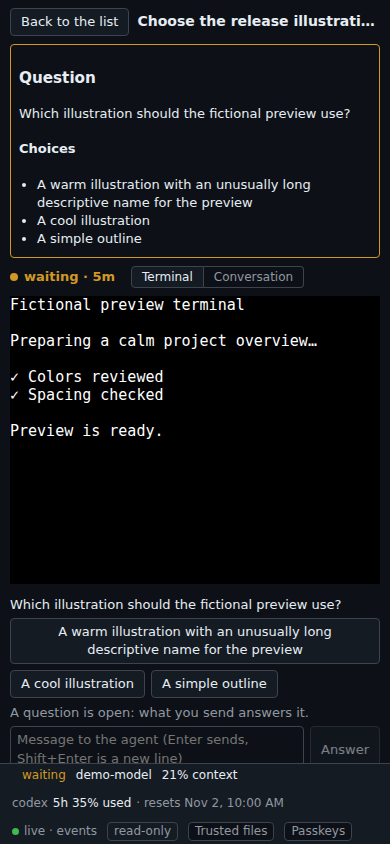 Back to the list Choose the release illustrati…
Question
Which illustration should the fictional preview use?
Choices
• A warm illustration with an unusually long
descriptive name for the preview
• A cool illustration
• A simple outline
waiting · 5m Terminal Conversation
Fictional preview terminal
Preparing a calm project overview…
✓ Colors reviewed
✓ Spacing checked
Preview is ready.
Which illustration should the fictional preview use?
A warm illustration with an unusually long
descriptive name for the preview
A cool illustration A simple outline
A question is open: what you send answers it.
Message to the agent (Enter sends,
Shift+Enter is a new line)
Answer
waiting demo-model 21% context
codex 5h 35% used · resets Nov 2, 10:00 AM
live · events read-only Trusted files Passkeys